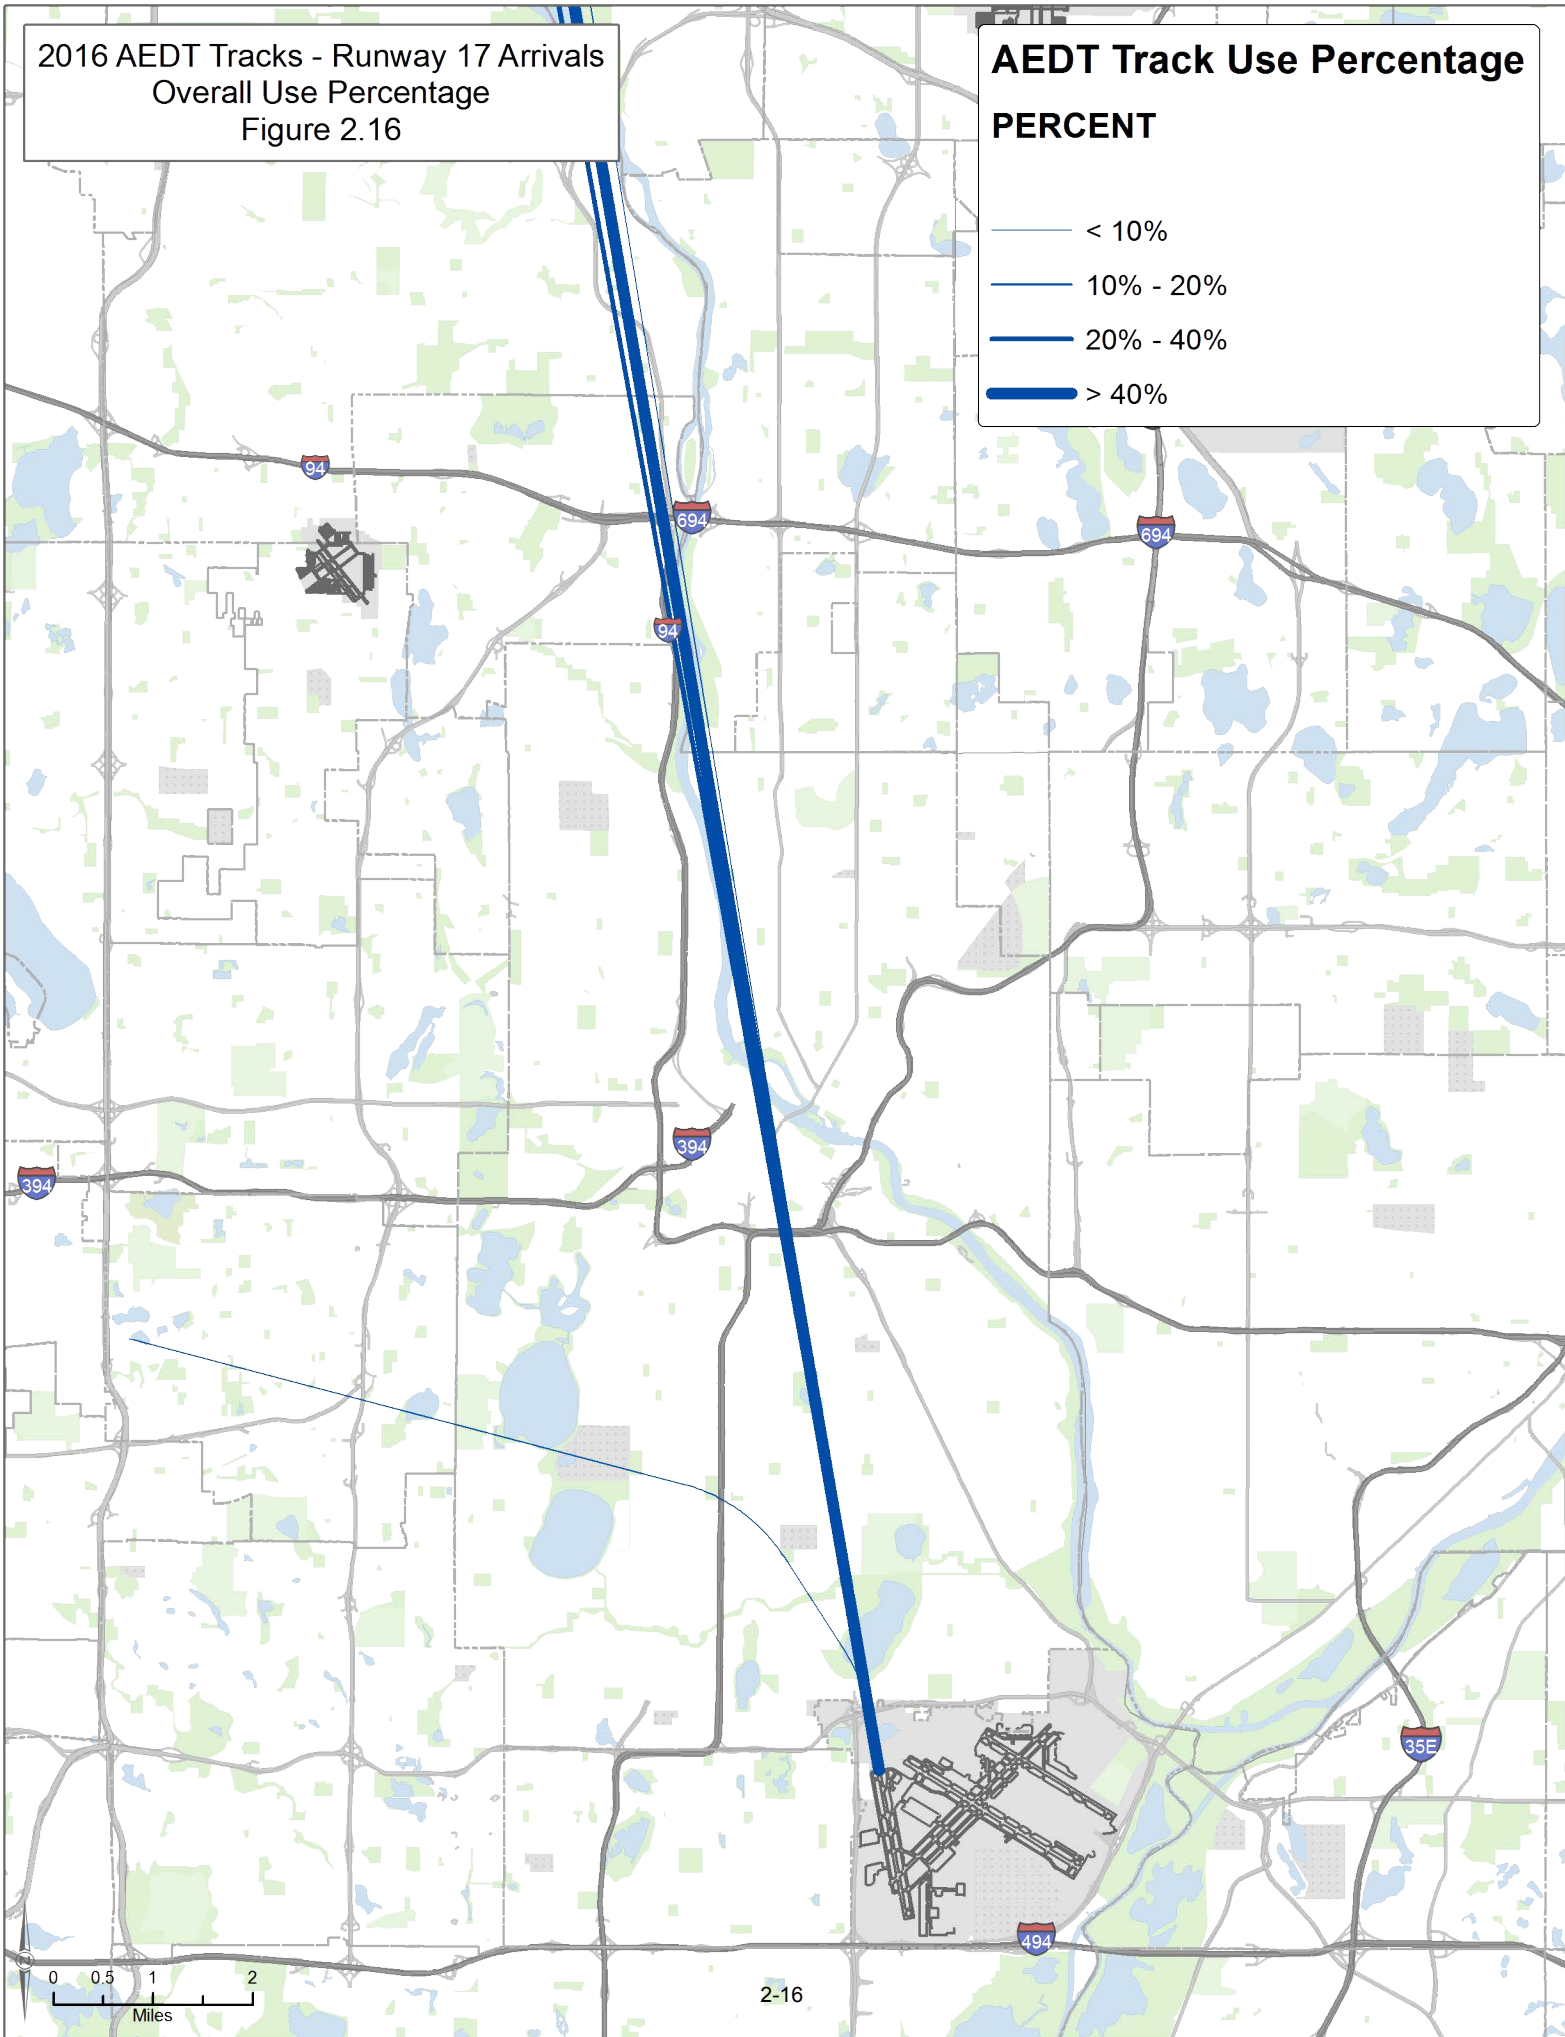 2016 AEDT Tracks - Runway 17 Arrivals
Overall Use Percentage
Figure 2.16
AEDT Track Use Percentage
PERCENT
< 10%
10% - 20%
20% - 40%
> 40%
94
694
694
94
394
394
35E
494
N
0 0.5 1 2
Miles
2-16